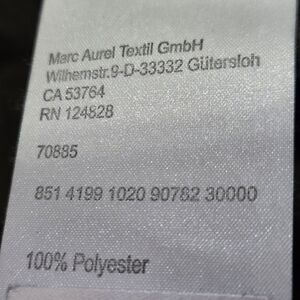 Marc Aurel Textil GmbH
Wilhemstr.9-D-33332 Gütersloh
CA 53764
RN 124828
70885
851 4199 1020 90782 30000
100% Polyester